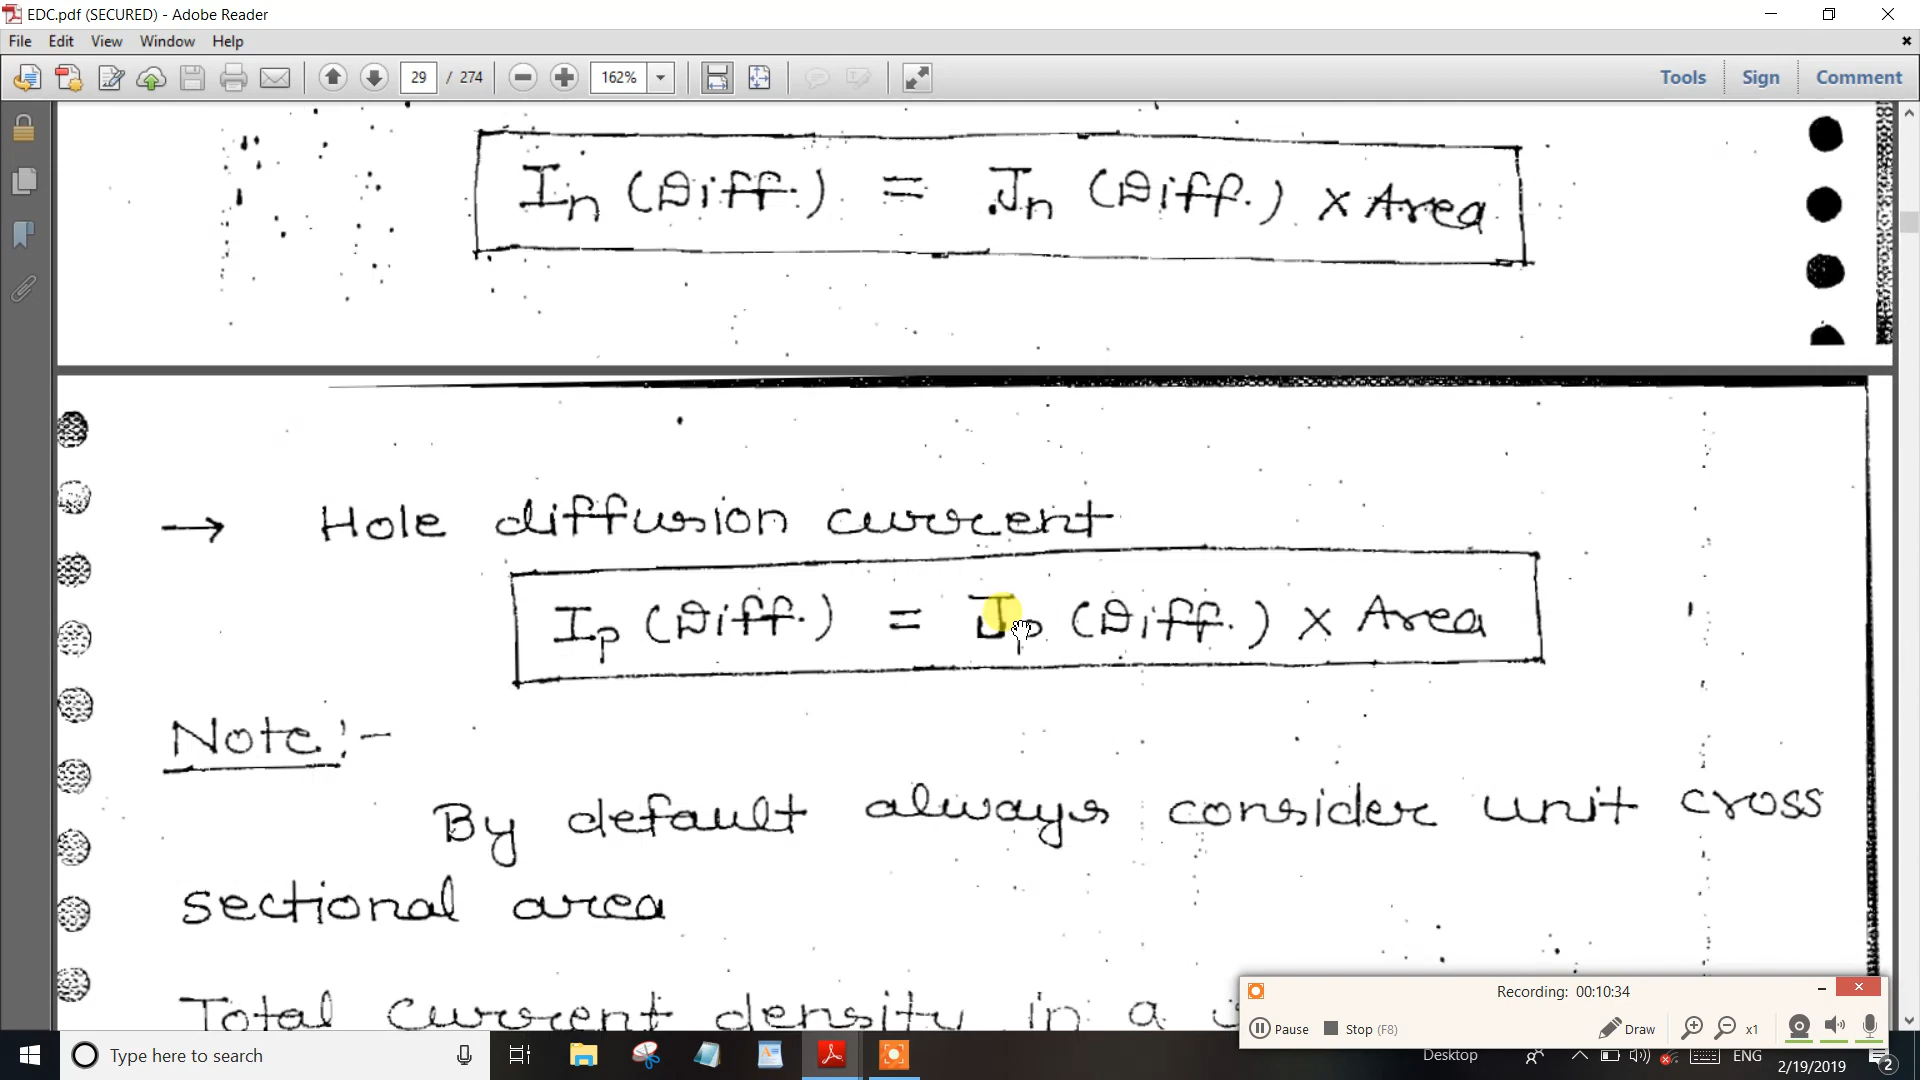 EDC.pdf (SECURED) - Adobe Reader
File Edit View Window Help
29 / 274 162% Tools Sign Comment
In (Diff.) = Jn (Diff.) x Area
→ Hole diffusion current
Ip (Diff.) = Jp (Diff.) x Area
Note:-
By default always consider unit cross
sectional area
Total current density in a
Recording: 00:10:34
Pause Stop (F8) Draw x1
Type here to search
Desktop ENG
2/19/2019 2